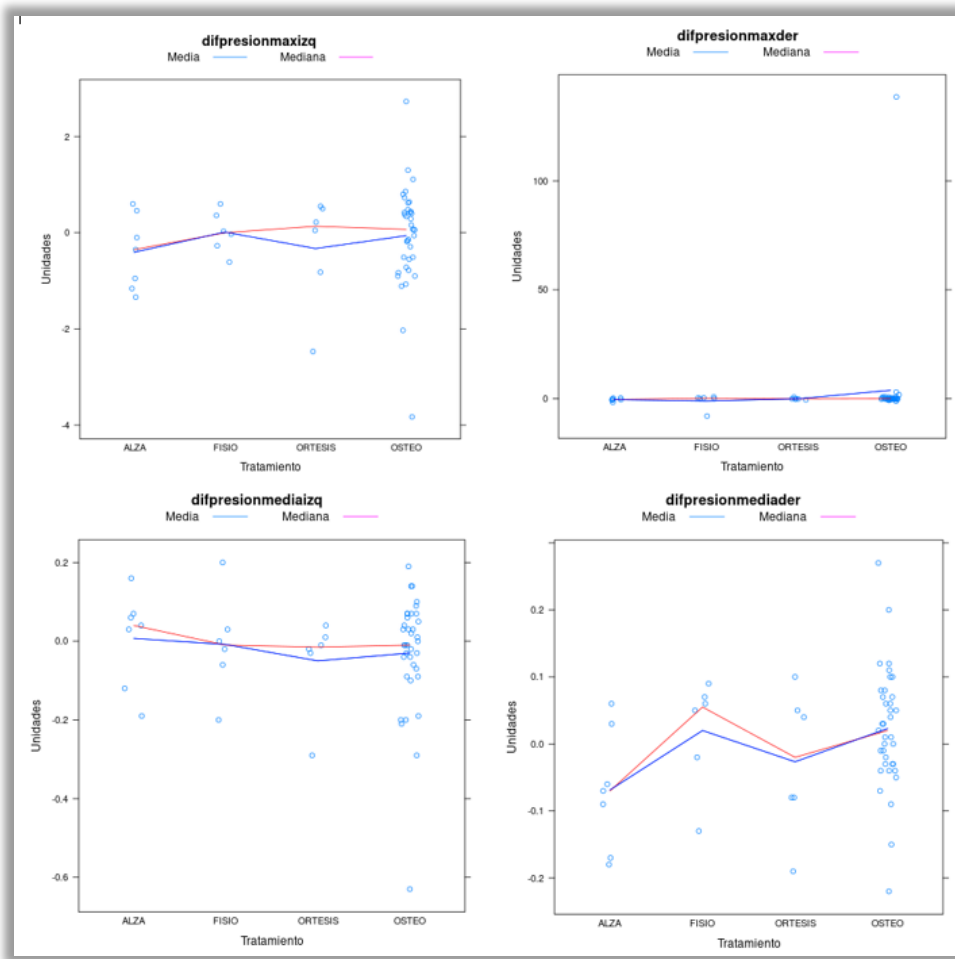 difpresionmaxizq
Media Mediana
2
0
-2
-4
Unidades
ALZA FISIO ORTESIS OSTEO
Tratamiento
difpresionmaxder
Media Mediana
100
50
0
Unidades
ALZA FISIO ORTESIS OSTEO
Tratamiento
difpresionmediaizq
Media Mediana
0.2
0.0
-0.2
-0.4
-0.6
Unidades
ALZA FISIO ORTESIS OSTEO
Tratamiento
difpresionmediader
Media Mediana
0.2
0.1
0.0
-0.1
-0.2
Unidades
ALZA FISIO ORTESIS OSTEO
Tratamiento